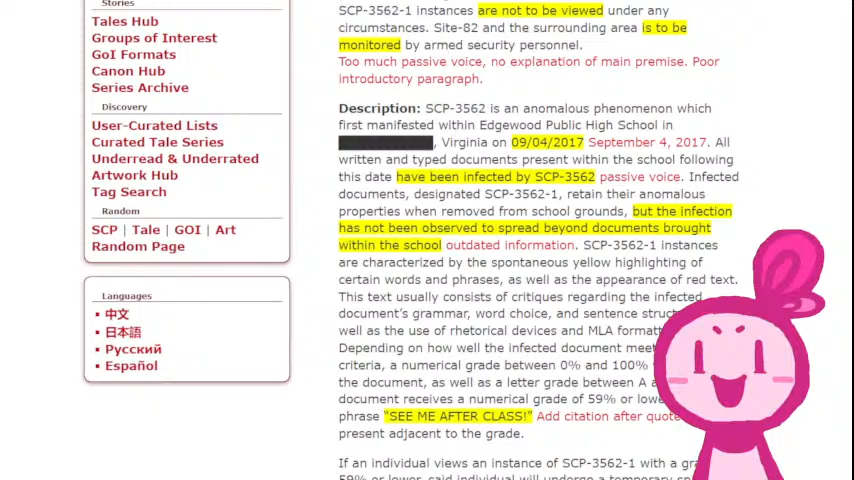 Stories
Tales Hub
Groups of Interest
GoI Formats
Canon Hub
Series Archive
Discovery
User-Curated Lists
Curated Tale Series
Underread & Underrated
Artwork Hub
Tag Search
Random
SCP | Tale | GOI | Art
Random Page
Languages
中文
日本語
Русский
Español
SCP-3562-1 instances are not to be viewed under any
circumstances. Site-82 and the surrounding area is to be
monitored by armed security personnel.
Too much passive voice, no explanation of main premise. Poor
introductory paragraph.
Description: SCP-3562 is an anomalous phenomenon which
first manifested within Edgewood Public High School in
, Virginia on 09/04/2017 September 4, 2017. All
written and typed documents present within the school following
this date have been infected by SCP-3562 passive voice. Infected
documents, designated SCP-3562-1, retain their anomalous
properties when removed from school grounds, but the infection
has not been observed to spread beyond documents brought
within the school outdated information. SCP-3562-1 instances
are characterized by the spontaneous yellow highlighting of
certain words and phrases, as well as the appearance of red text.
This text usually consists of critiques regarding the infected
document's grammar, word choice, and sentence
well as the use of rhetorical devices and MLA
Depending on how well the infected document
criteria, a numerical grade between 0% and 100%
the document, as well as a letter grade between A
document receives a numerical grade of 59% or
phrase "SEE ME AFTER CLASS!" Add citation after
present adjacent to the grade.
If an individual views an instance of SCP-3562-1 with a
59% or lower, said individual will undergo a temporary